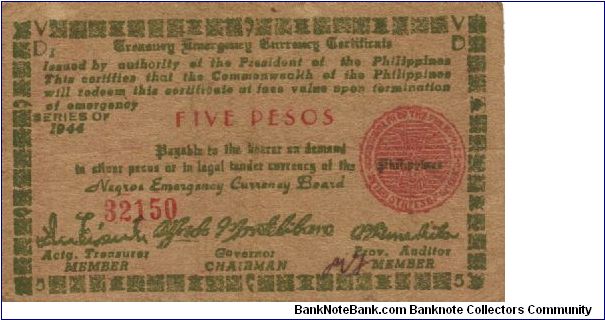 V V
D1 D
Treasury Emergency Currency Certificate
Issued by authority of the President of the Philippines
This certifies that the Commonwealth of the Philippines
will redeem this certificate at face value upon termination
of emergency
SERIES OF
1944
FIVE PESOS
Payable to the bearer on demand
in silver pesos or in legal tender currency of the Philippines
Negros Emergency Currency Board
32150
Actg. Treasurer Governor Prov. Auditor
MEMBER CHAIRMAN MEMBER
5 5
BankNoteBank.com Banknote Collectors Community